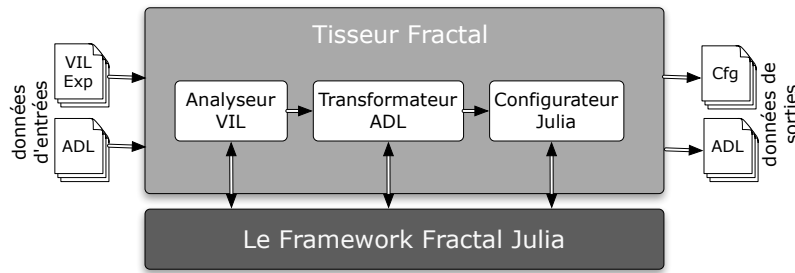 Tisseur Fractal
données
d'entrées
VIL
Exp
ADL
Analyseur
VIL
Transformateur
ADL
Configurateur
Julia
Cfg
ADL
données de
sorties
Le Framework Fractal Julia